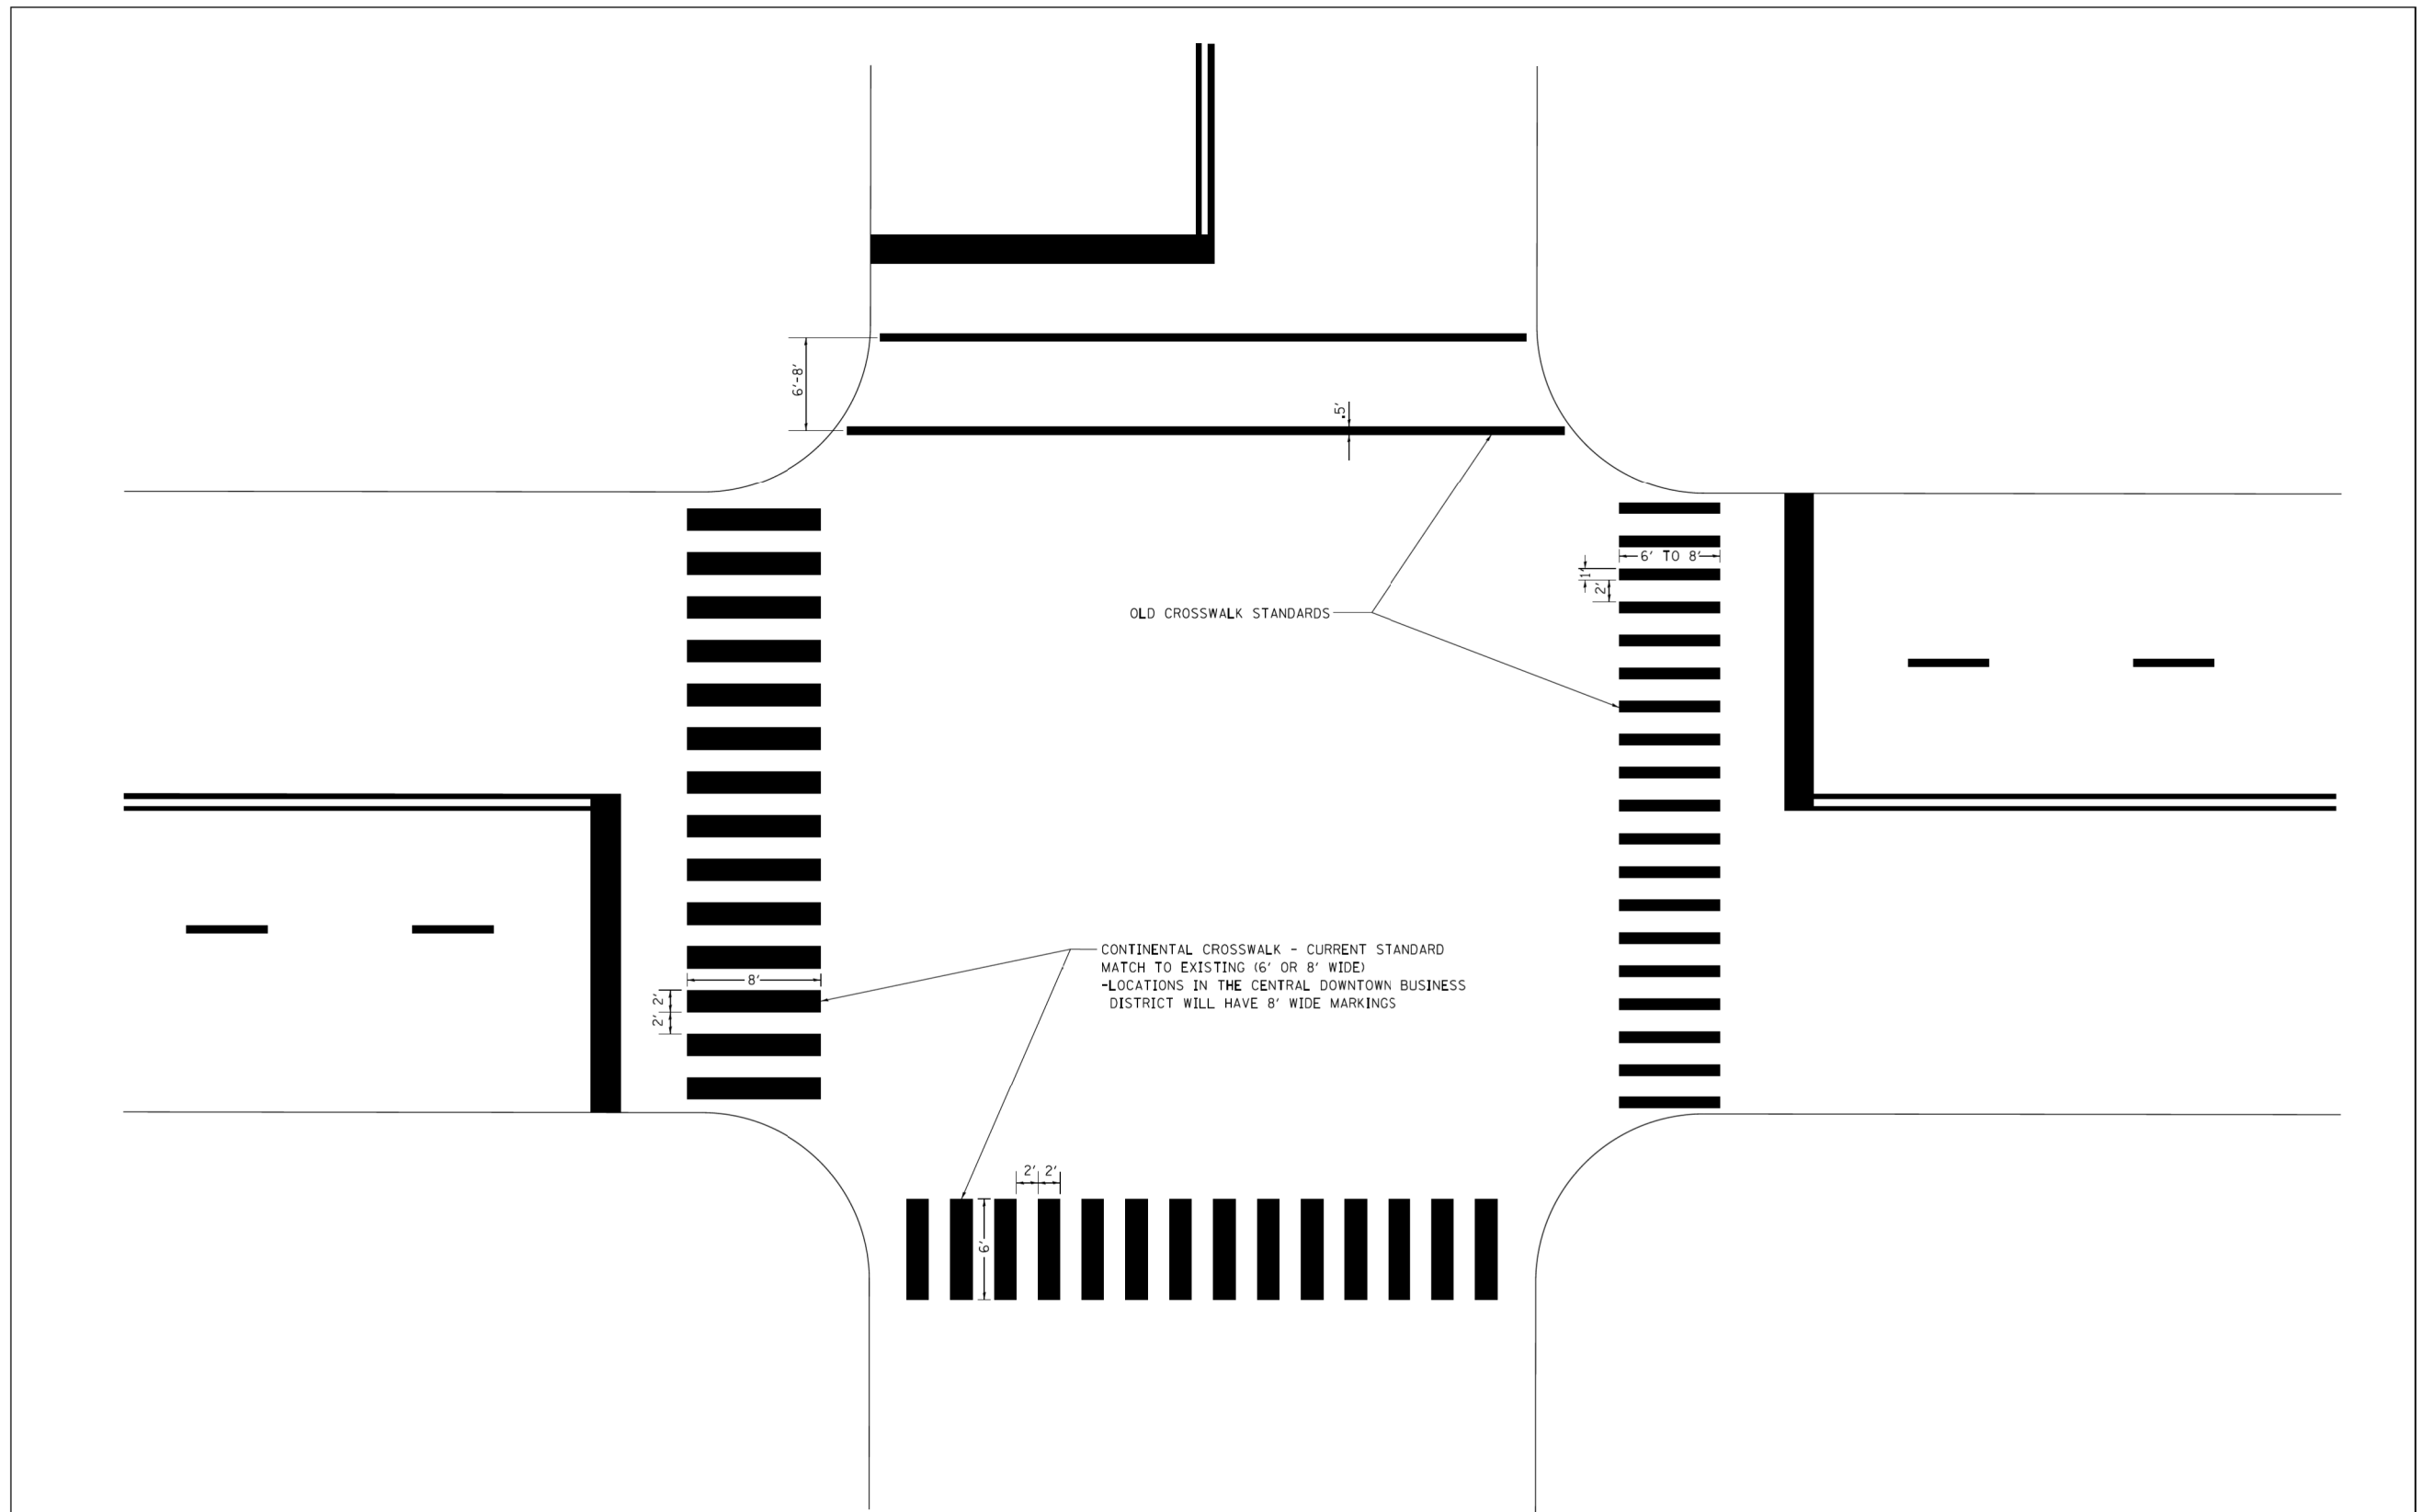 6'-8'
.5'
6' TO 8'
1'
2'
OLD CROSSWALK STANDARDS
CONTINENTAL CROSSWALK - CURRENT STANDARD
MATCH TO EXISTING (6' OR 8' WIDE)
-LOCATIONS IN THE CENTRAL DOWNTOWN BUSINESS
DISTRICT WILL HAVE 8' WIDE MARKINGS
8'
2'
2'
2' 2'
6'